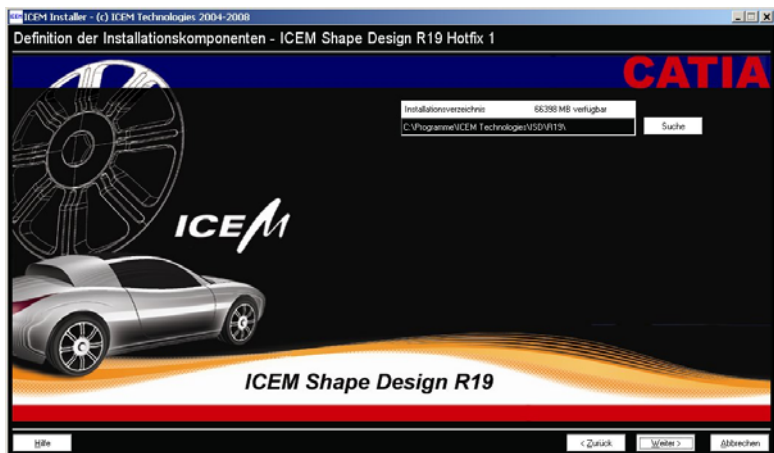 ICEM Installer - (c) ICEM Technologies 2004-2008
Definition der Installationskomponenten - ICEM Shape Design R19 Hotfix 1
CATIA
Installationsverzeichnis 66398 MB verfügbar
C:\Programme\ICEM Technologies\ISD\R19\ Suche
ICEM
ICEM Shape Design R19
Hilfe < Zurück Weiter > Abbrechen